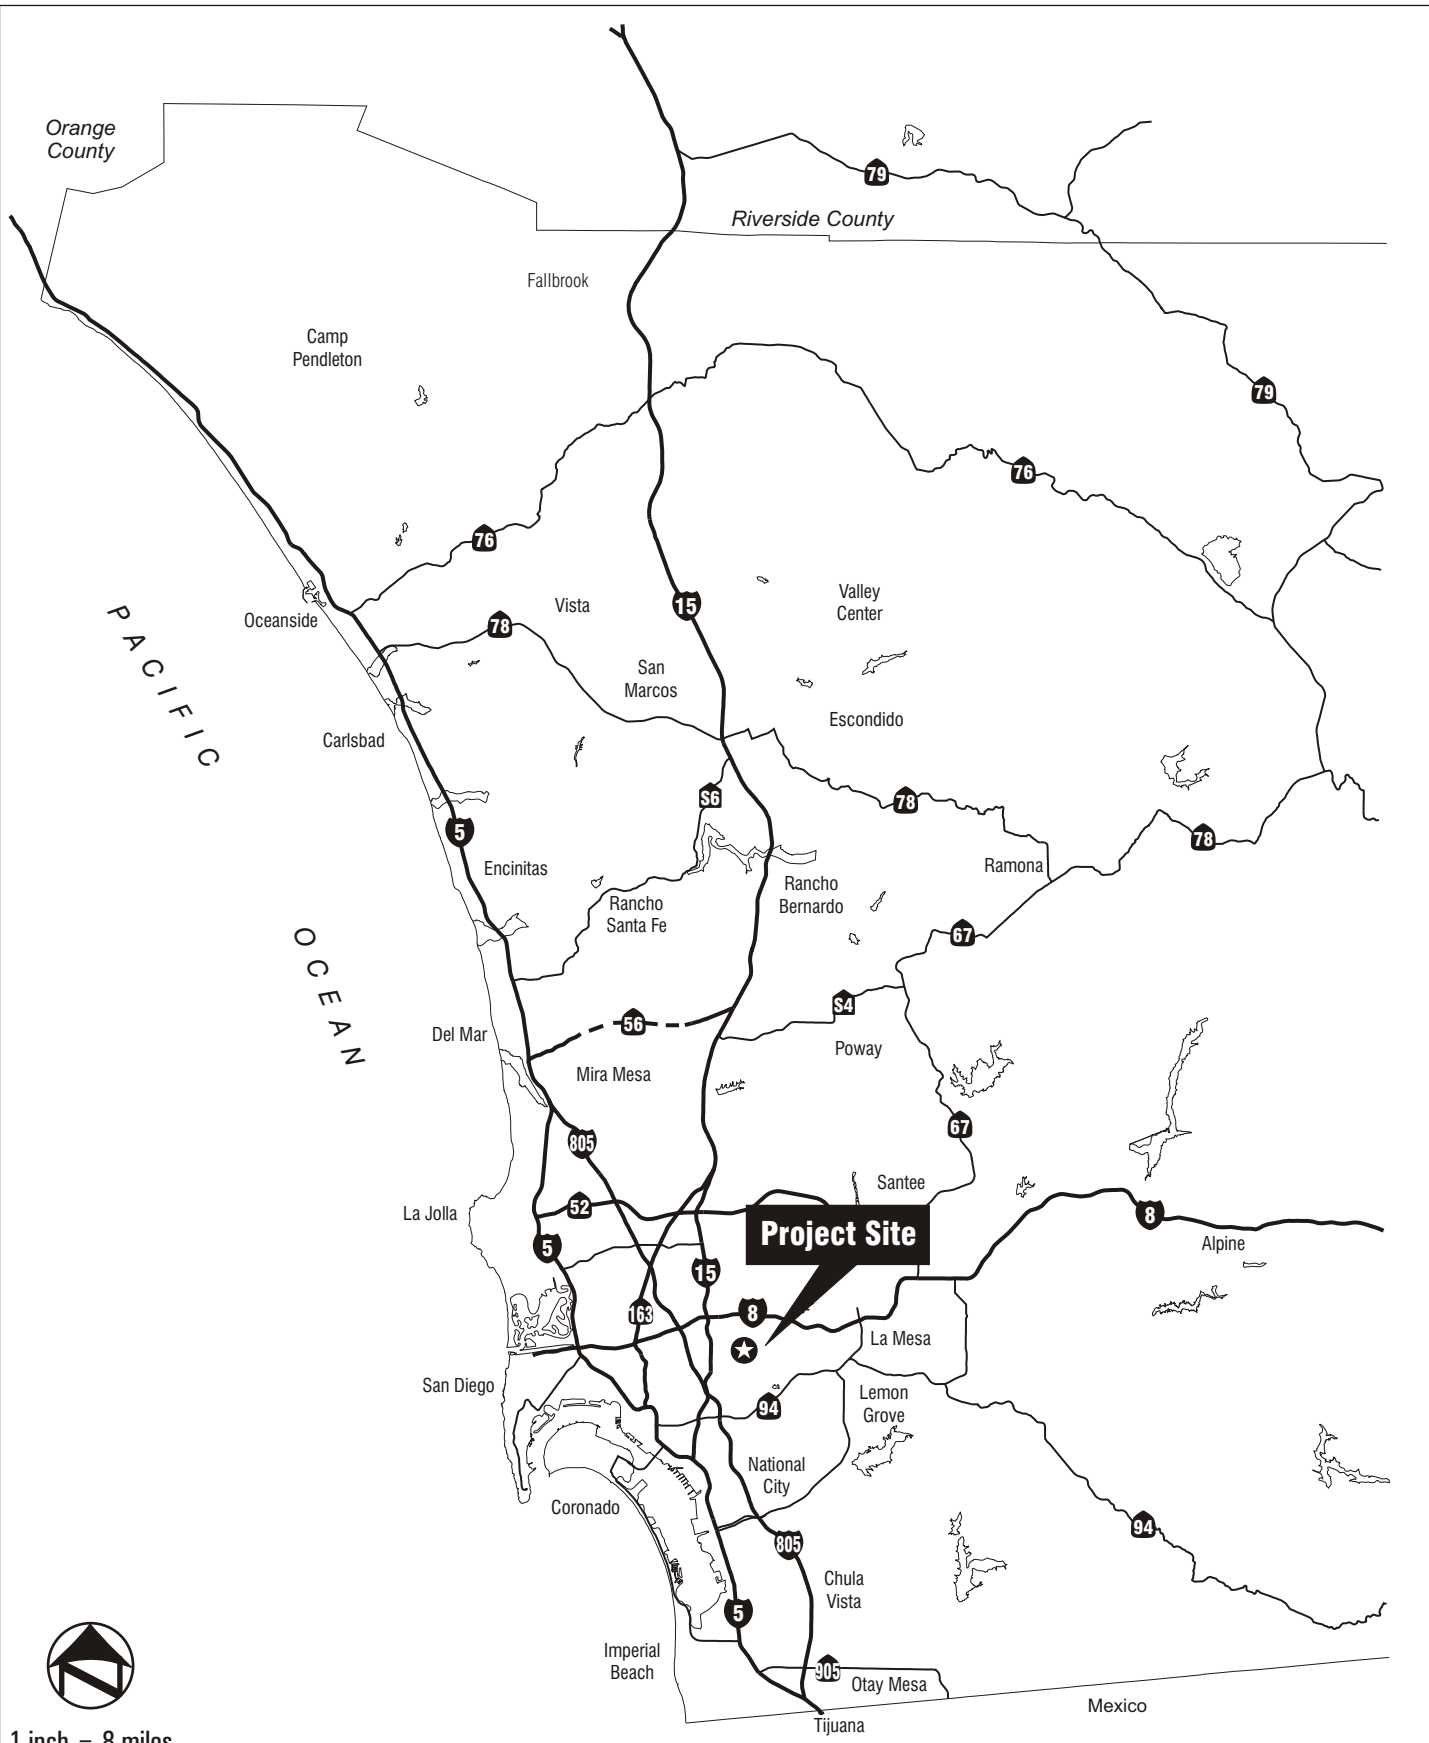 Orange
County
79
Riverside County
Fallbrook
Camp
Pendleton
79
76
76
Valley
Center
15
Vista
Oceanside
78
San
Marcos
PACIFIC
Escondido
Carlsbad
S6
78
5
78
Encinitas
Ramona
Rancho
Bernardo
Rancho
Santa Fe
67
OCEAN
S4
56
Del Mar
Poway
Mira Mesa
67
805
Santee
52
La Jolla
8
Project Site
5
Alpine
15
163
8
La Mesa
San Diego
Lemon
Grove
94
National
City
Coronado
94
805
Chula
Vista
5
Imperial
Beach
905
Otay Mesa
Mexico
Tijuana
1 inch = 8 miles